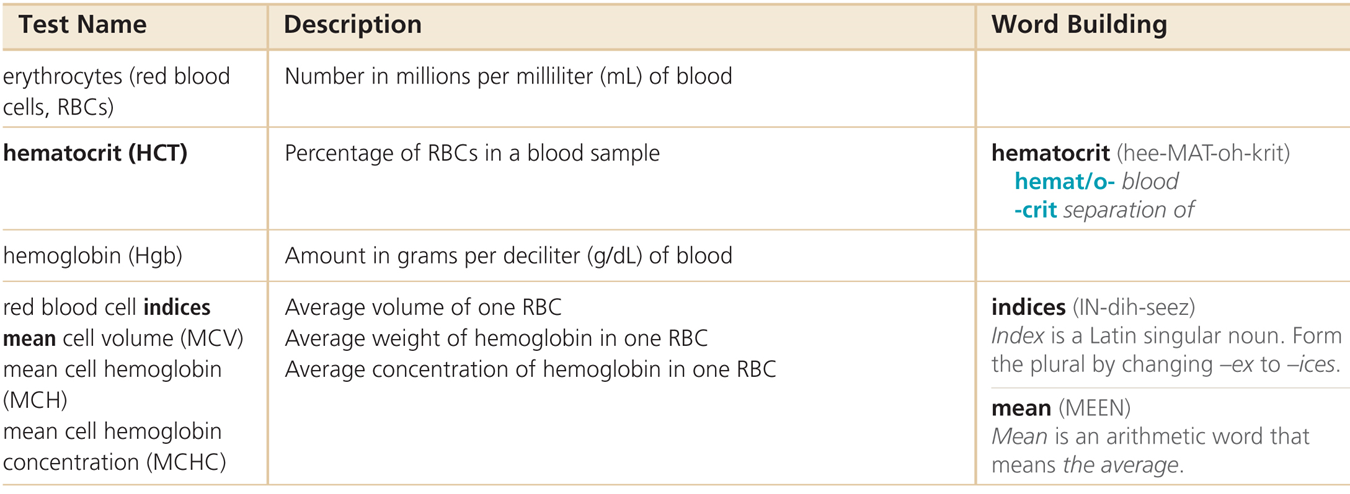 Test Name
Description
Word Building
erythrocytes (red blood
cells, RBCs)
Number in millions per milliliter (mL) of blood
hematocrit (HCT)
Percentage of RBCs in a blood sample
hematocrit (hee-MAT-oh-krit)
hemat/o- blood
-crit separation of
hemoglobin (Hgb)
Amount in grams per deciliter (g/dL) of blood
red blood cell indices
mean cell volume (MCV)
mean cell hemoglobin
(MCH)
mean cell hemoglobin
concentration (MCHC)
Average volume of one RBC
Average weight of hemoglobin in one RBC
Average concentration of hemoglobin in one RBC
indices (IN-dih-seez)
Index is a Latin singular noun. Form
the plural by changing –ex to –ices.
mean (MEEN)
Mean is an arithmetic word that
means the average.